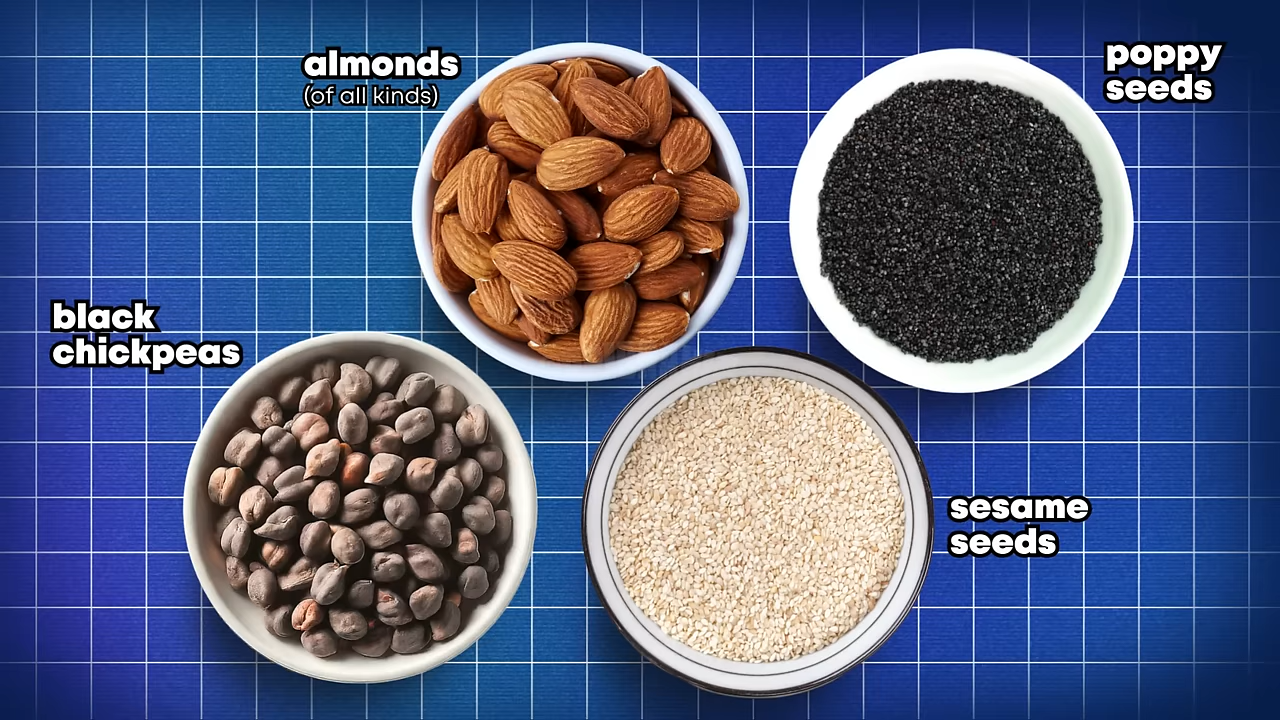 almonds
(of all kinds)
poppy
seeds
black
chickpeas
sesame
seeds